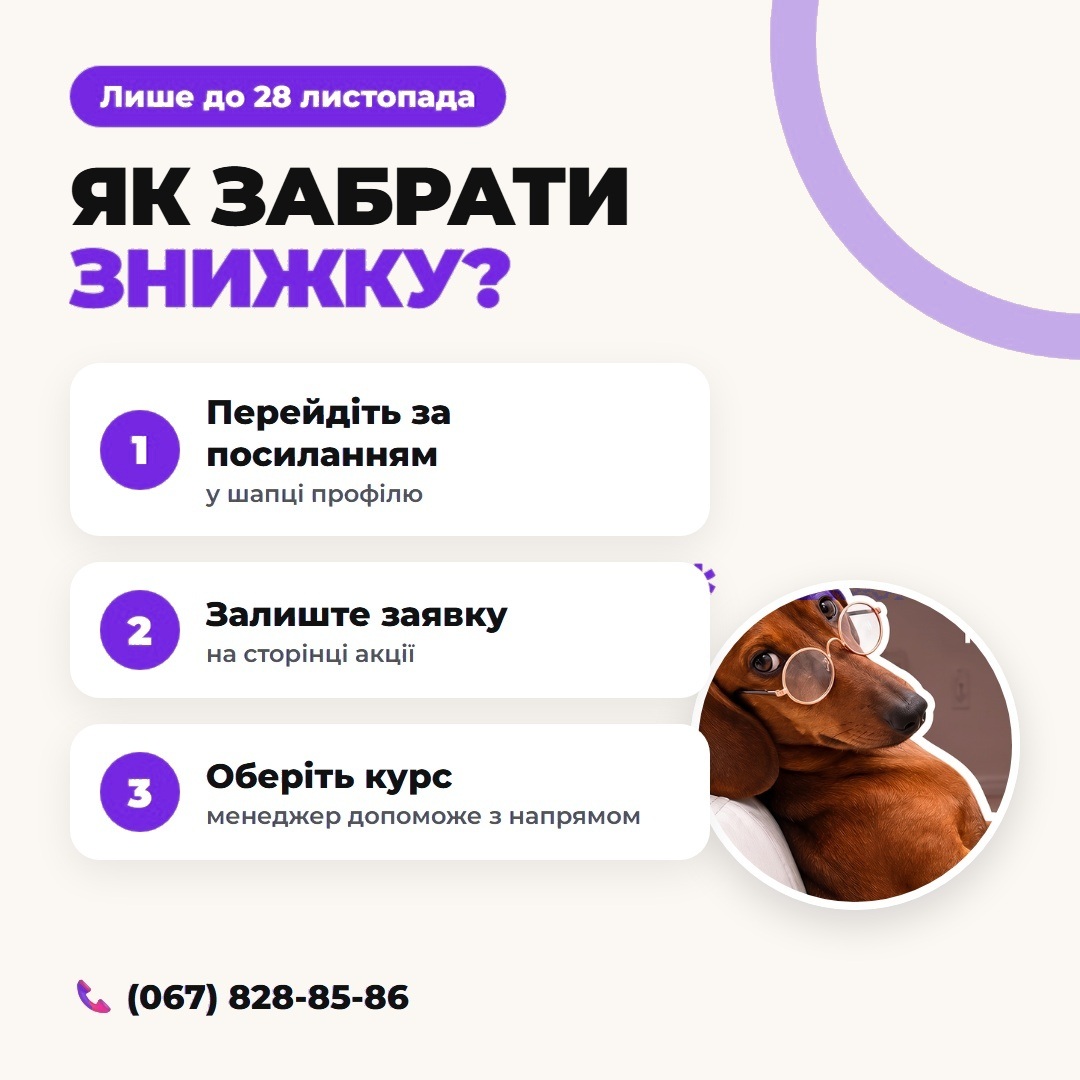 Лише до 28 листопада
ЯК ЗАБРАТИ
ЗНИЖКУ?
1
Перейдіть за
посиланням
у шапці профілю
2
Залиште заявку
на сторінці акції
3
Оберіть курс
менеджер допоможе з напрямом
(067) 828-85-86